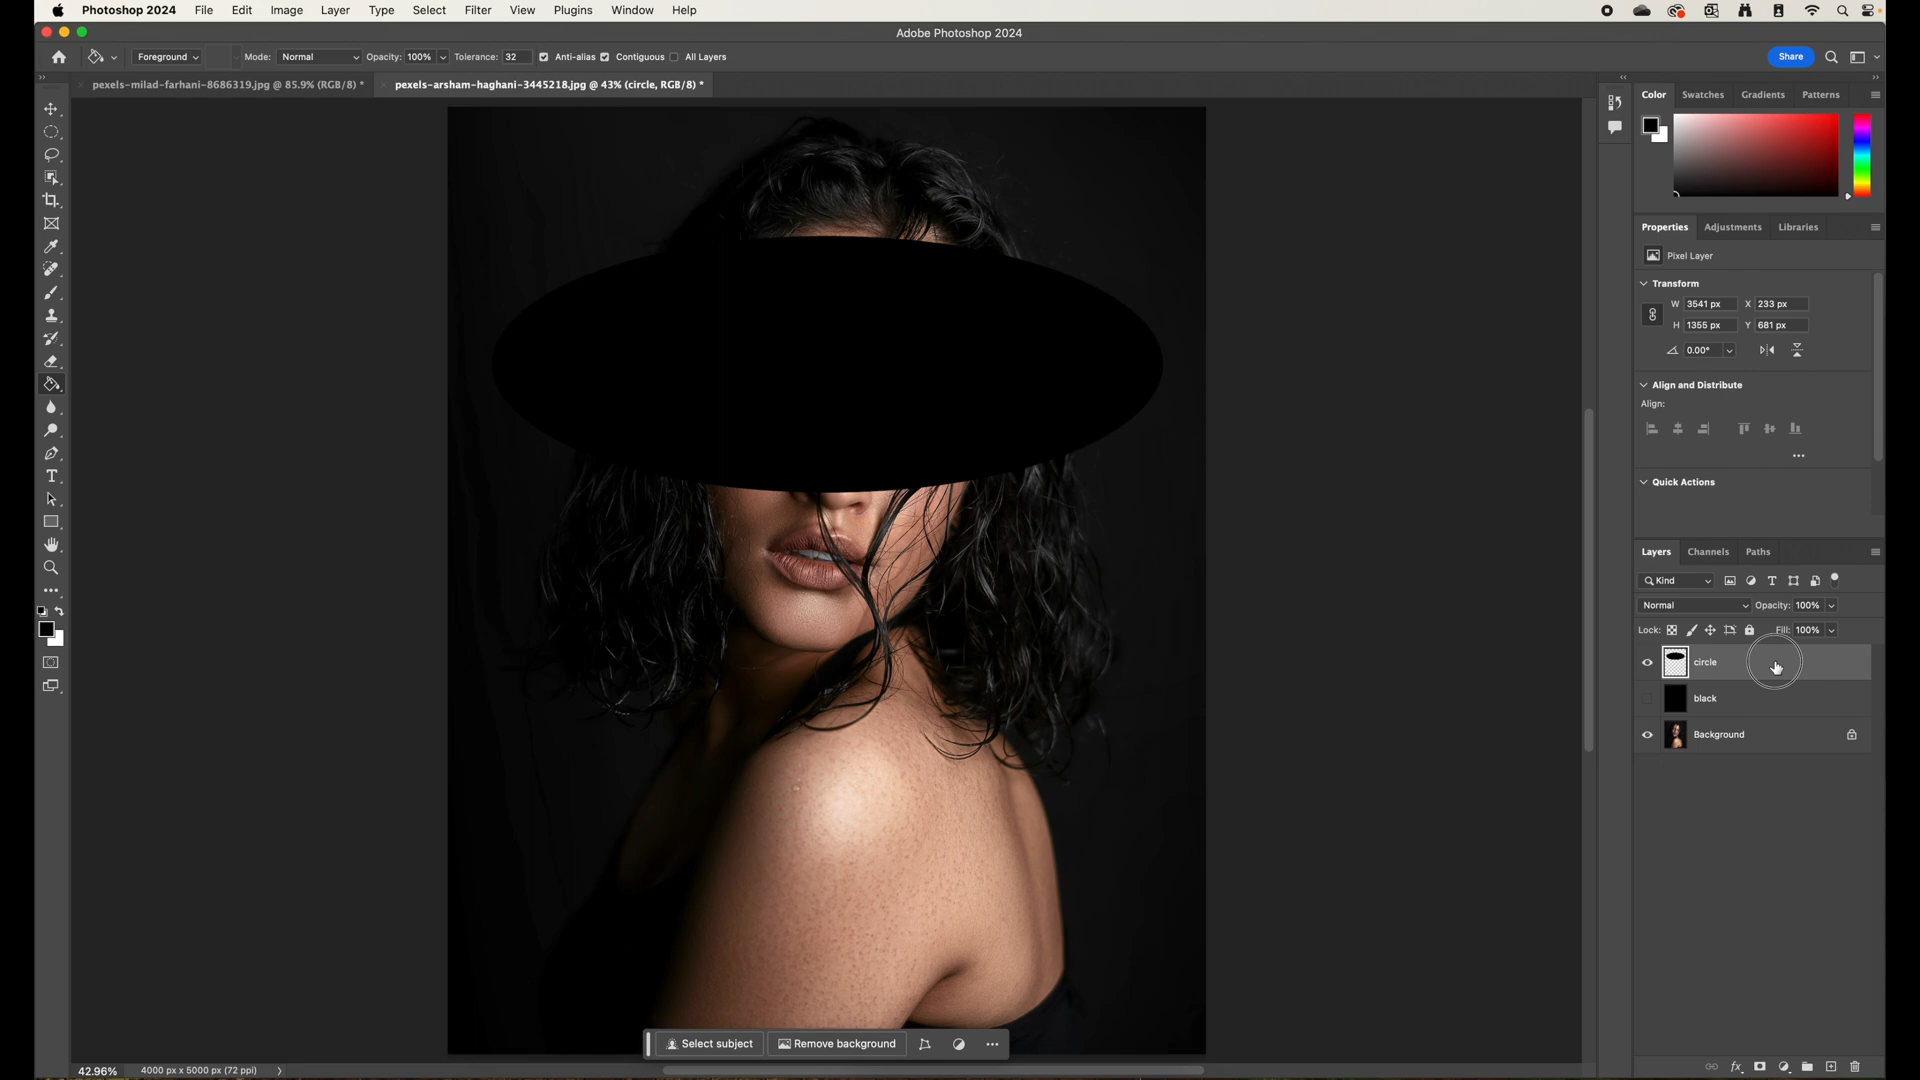 Photoshop 2024 File Edit Image Layer Type Select Filter View Plugins Window Help
Adobe Photoshop 2024
Foreground Mode: Normal Opacity: 100% Tolerance: 32 Anti-alias Contiguous All Layers Share
pexels-milad-farhani-8686319.jpg @ 85.9% (RGB/8) * pexels-arsham-haghani-3445218.jpg @ 43% (circle, RGB/8) *
Color Swatches Gradients Patterns
Properties Adjustments Libraries
Pixel Layer
Transform
W 3541 px X 233 px
H 1355 px Y 681 px
0.00°
Align and Distribute
Align:
Quick Actions
Layers Channels Paths
Kind
Normal Opacity: 100%
Lock: Fill: 100%
circle
black
Background
Select subject Remove background
42.96% 4000 px x 5000 px (72 ppi)